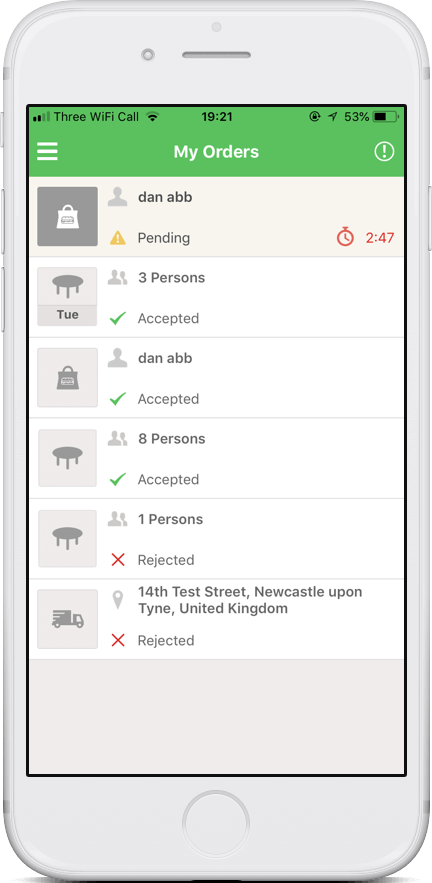 Three WiFi Call 19:21 53%
My Orders
dan abb
Pending 2:47
3 Persons
Tue
Accepted
dan abb
Accepted
8 Persons
Accepted
1 Persons
Rejected
14th Test Street, Newcastle upon
Tyne, United Kingdom
Rejected